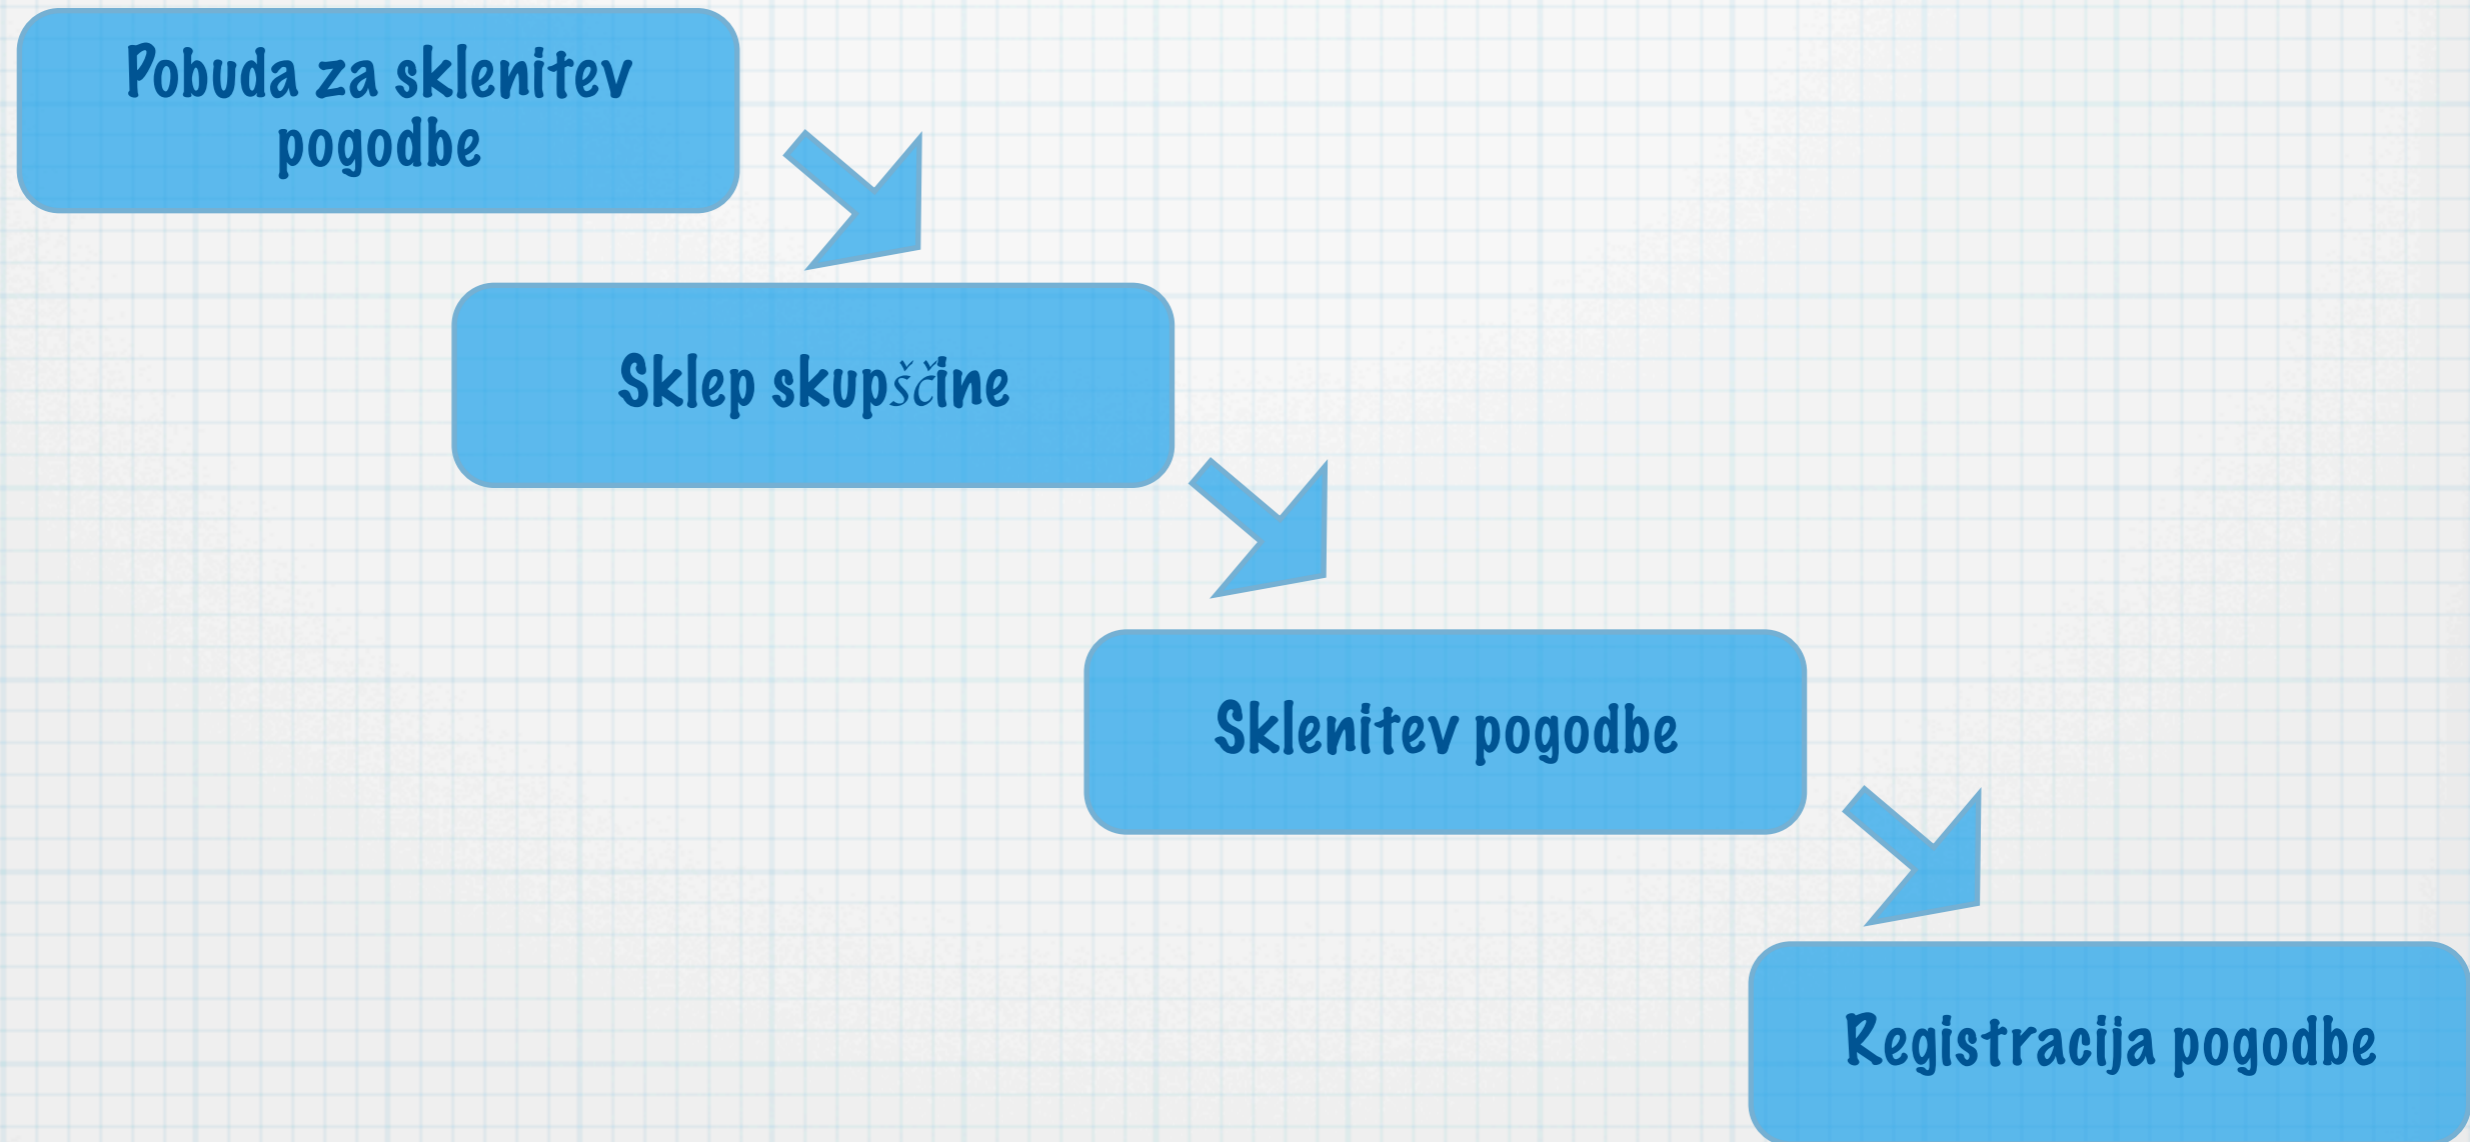 Pobuda za sklenitev
pogodbe
Sklep skupščine
Sklenitev pogodbe
Registracija pogodbe